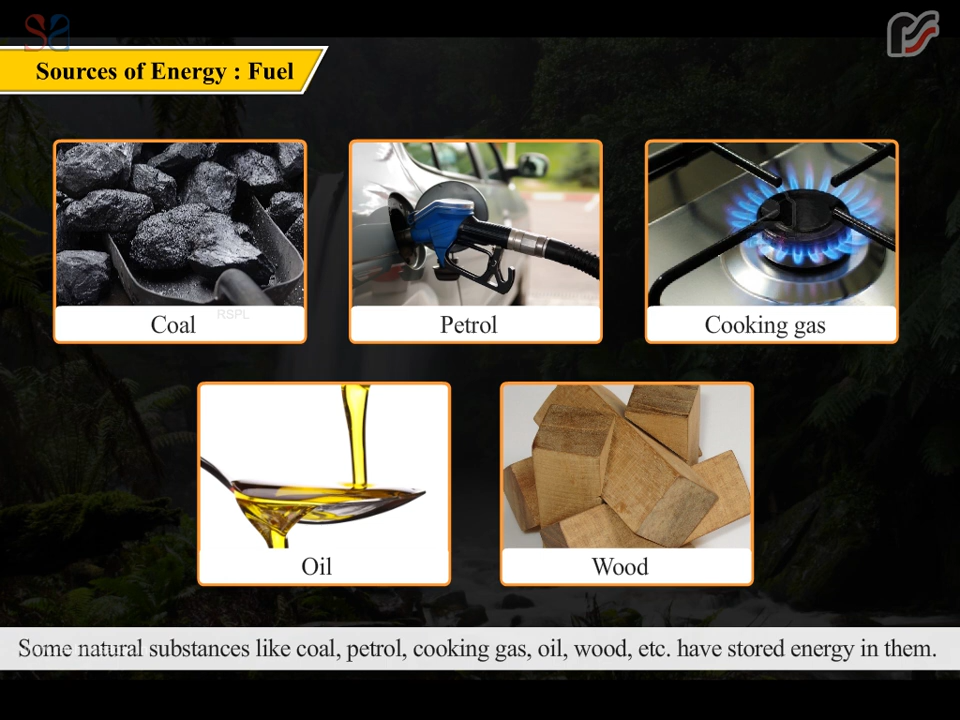 Sources of Energy : Fuel
Coal
RSPL
Petrol
Cooking gas
Oil
Wood
Some natural substances like coal, petrol, cooking gas, oil, wood, etc. have stored energy in them.